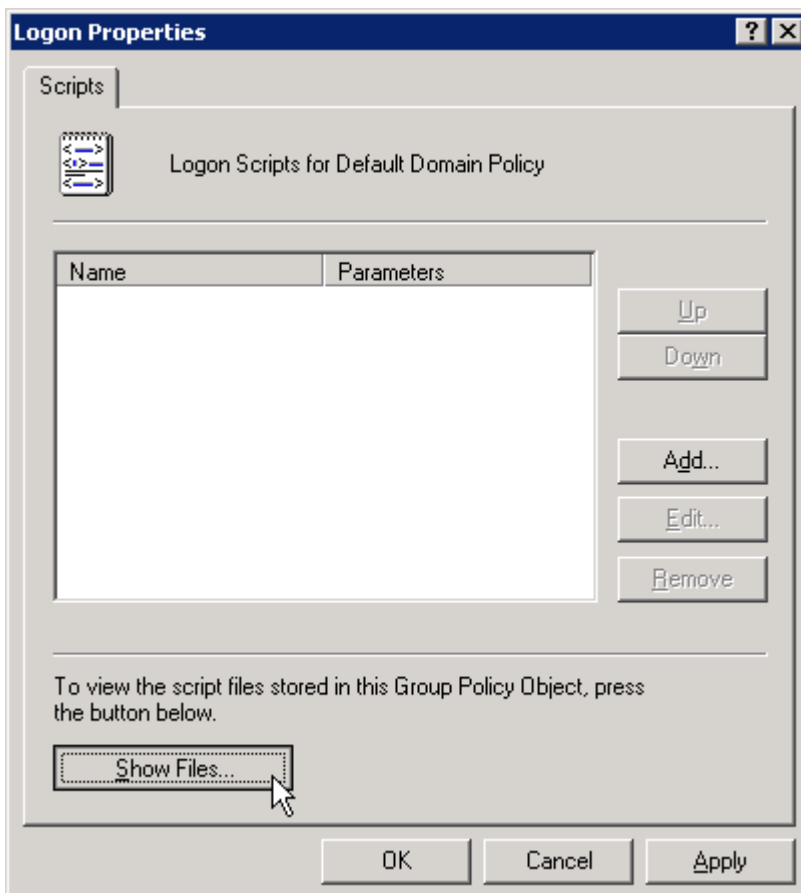 Logon Properties
Scripts
Logon Scripts for Default Domain Policy
Name Parameters
Up
Down
Add...
Edit...
Remove
To view the script files stored in this Group Policy Object, press
the button below.
Show Files...
OK Cancel Apply